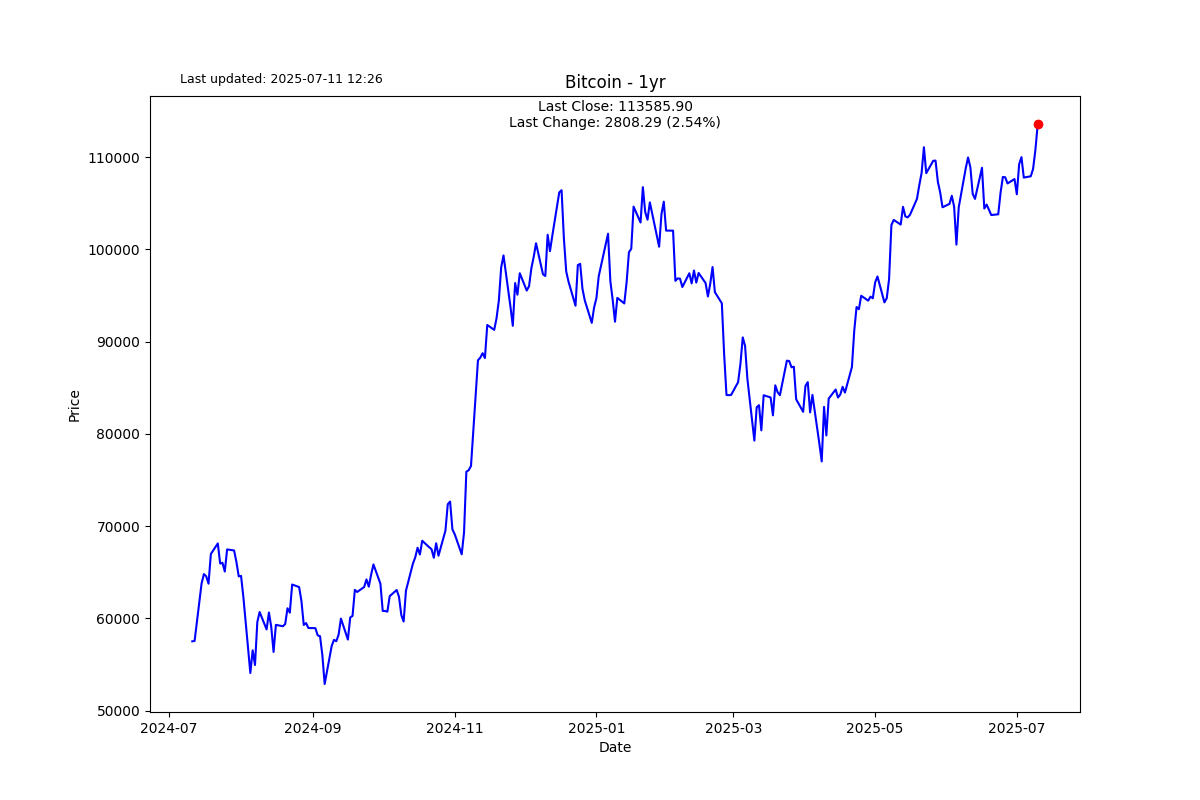 Last updated: 2025-07-11 12:26
Bitcoin - 1yr
Last Close: 113585.90
Last Change: 2808.29 (2.54%)
110000
100000
90000
80000
70000
60000
50000
Price
2024-07
2024-09
2024-11
2025-01
2025-03
2025-05
2025-07
Date